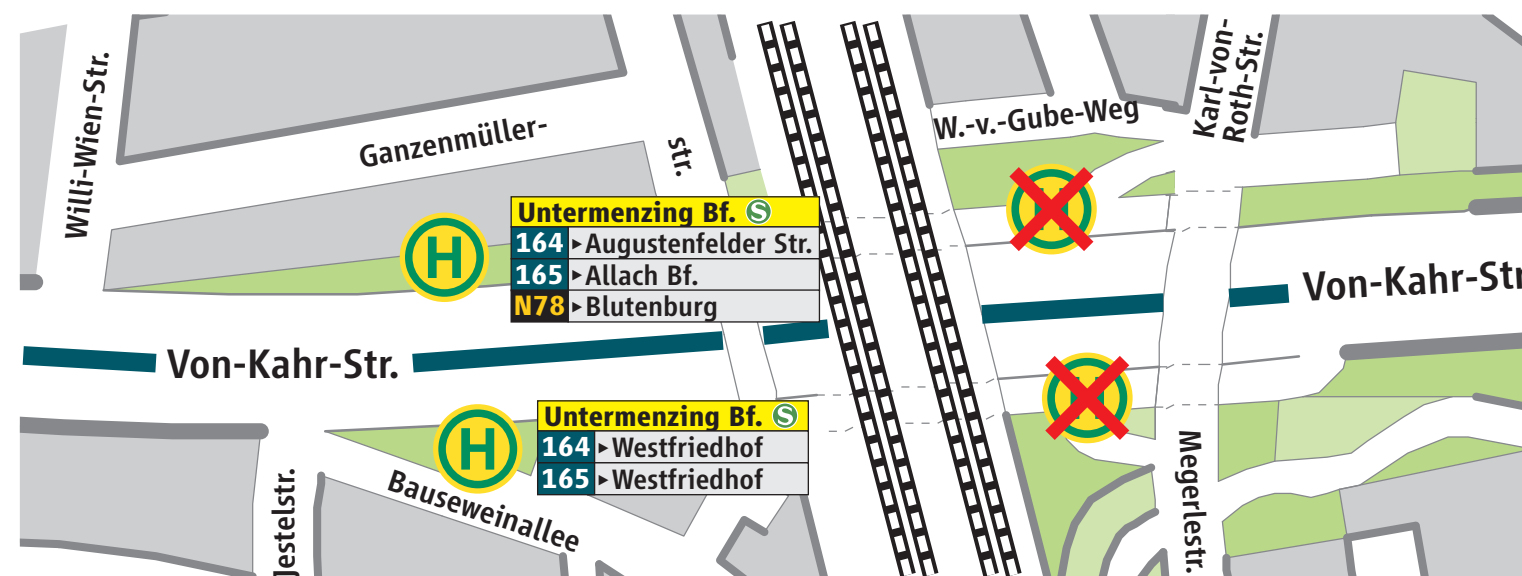 Willi-Wien-Str.
Ganzenmüller-
str.
W.-v.-Gube-Weg
Karl-von-
Roth-Str.
H
H
Untermenzing Bf. S
164 ▸ Augustenfelder Str.
165 ▸ Allach Bf.
N78 ▸ Blutenburg
Von-Kahr-Str
Von-Kahr-Str.
H
H
Untermenzing Bf. S
164 ▸ Westfriedhof
165 ▸ Westfriedhof
Jestelstr.
Bauseweinallee
Megerlestr.